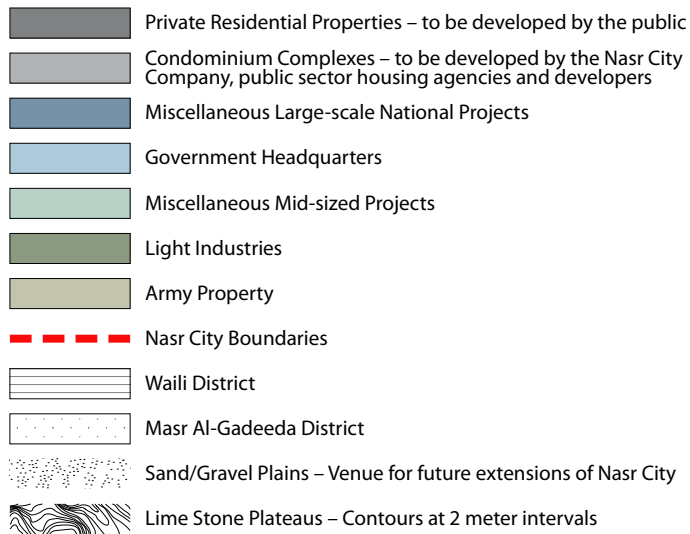 Private Residential Properties – to be developed by the public
Condominium Complexes – to be developed by the Nasr City
Company, public sector housing agencies and developers
Miscellaneous Large-scale National Projects
Government Headquarters
Miscellaneous Mid-sized Projects
Light Industries
Army Property
Nasr City Boundaries
Waili District
Masr Al-Gadeeda District
Sand/Gravel Plains – Venue for future extensions of Nasr City
Lime Stone Plateaus – Contours at 2 meter intervals